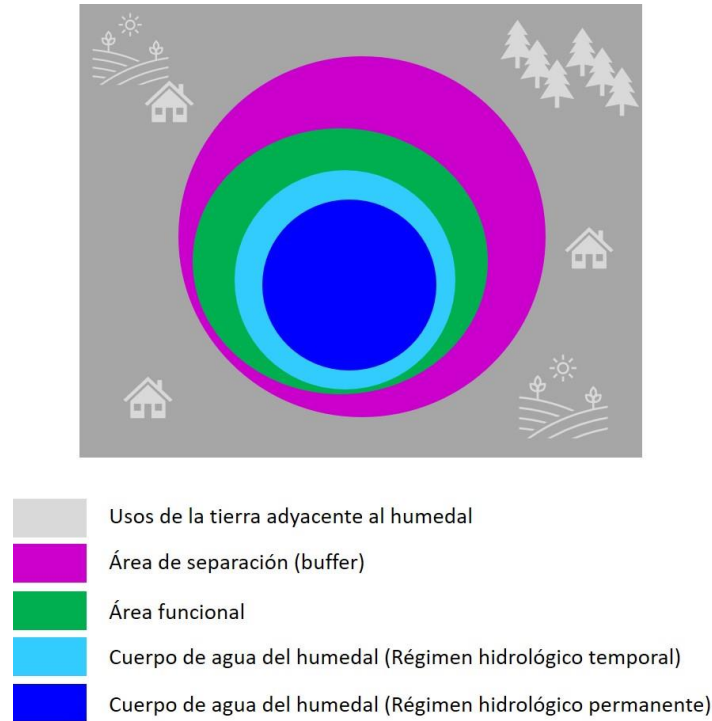 Usos de la tierra adyacente al humedal
Área de separación (buffer)
Área funcional
Cuerpo de agua del humedal (Régimen hidrológico temporal)
Cuerpo de agua del humedal (Régimen hidrológico permanente)